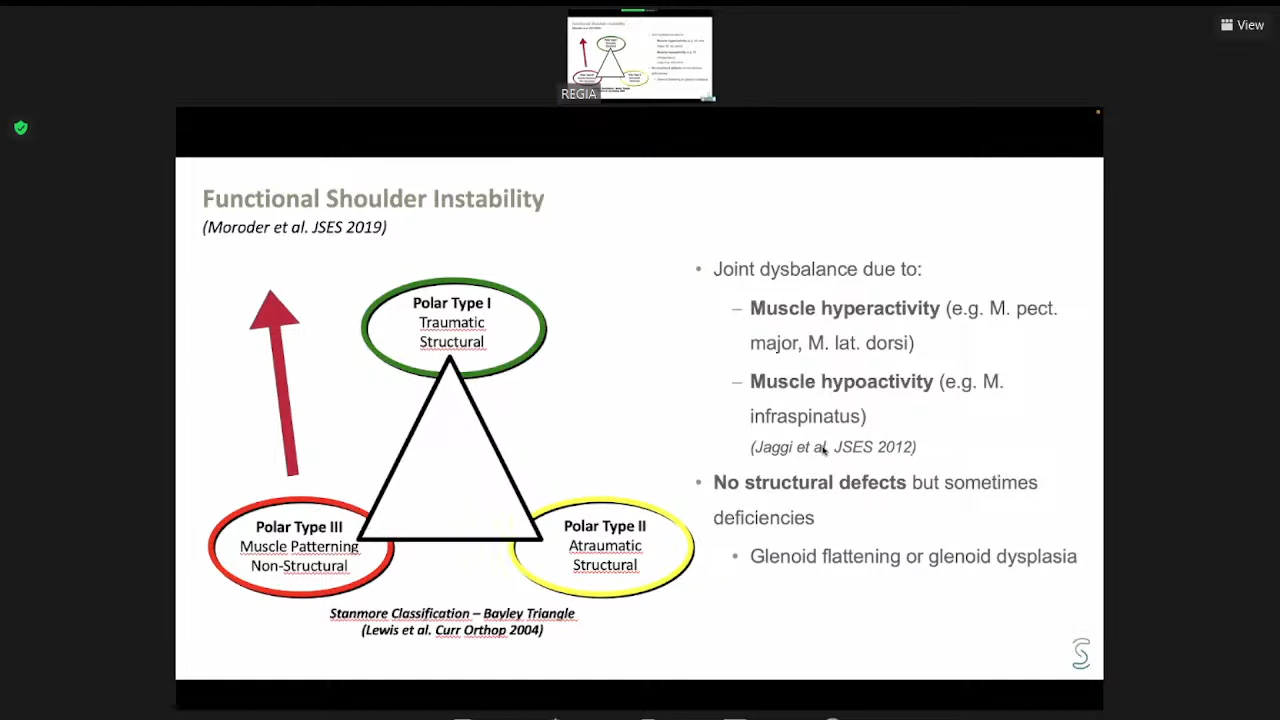 View
REGIA
Functional Shoulder Instability
(Moroder et al. JSES 2019)
Polar Type I
Traumatic
Structural
Polar Type III
Muscle Patterning
Non-Structural
Polar Type II
Atraumatic
Structural
Stanmore Classification – Bayley Triangle
(Lewis et al. Curr Orthop 2004)
• Joint dysbalance due to:
– Muscle hyperactivity (e.g. M. pect.
major, M. lat. dorsi)
– Muscle hypoactivity (e.g. M.
infraspinatus)
(Jaggi et al. JSES 2012)
• No structural defects but sometimes
deficiencies
• Glenoid flattening or glenoid dysplasia